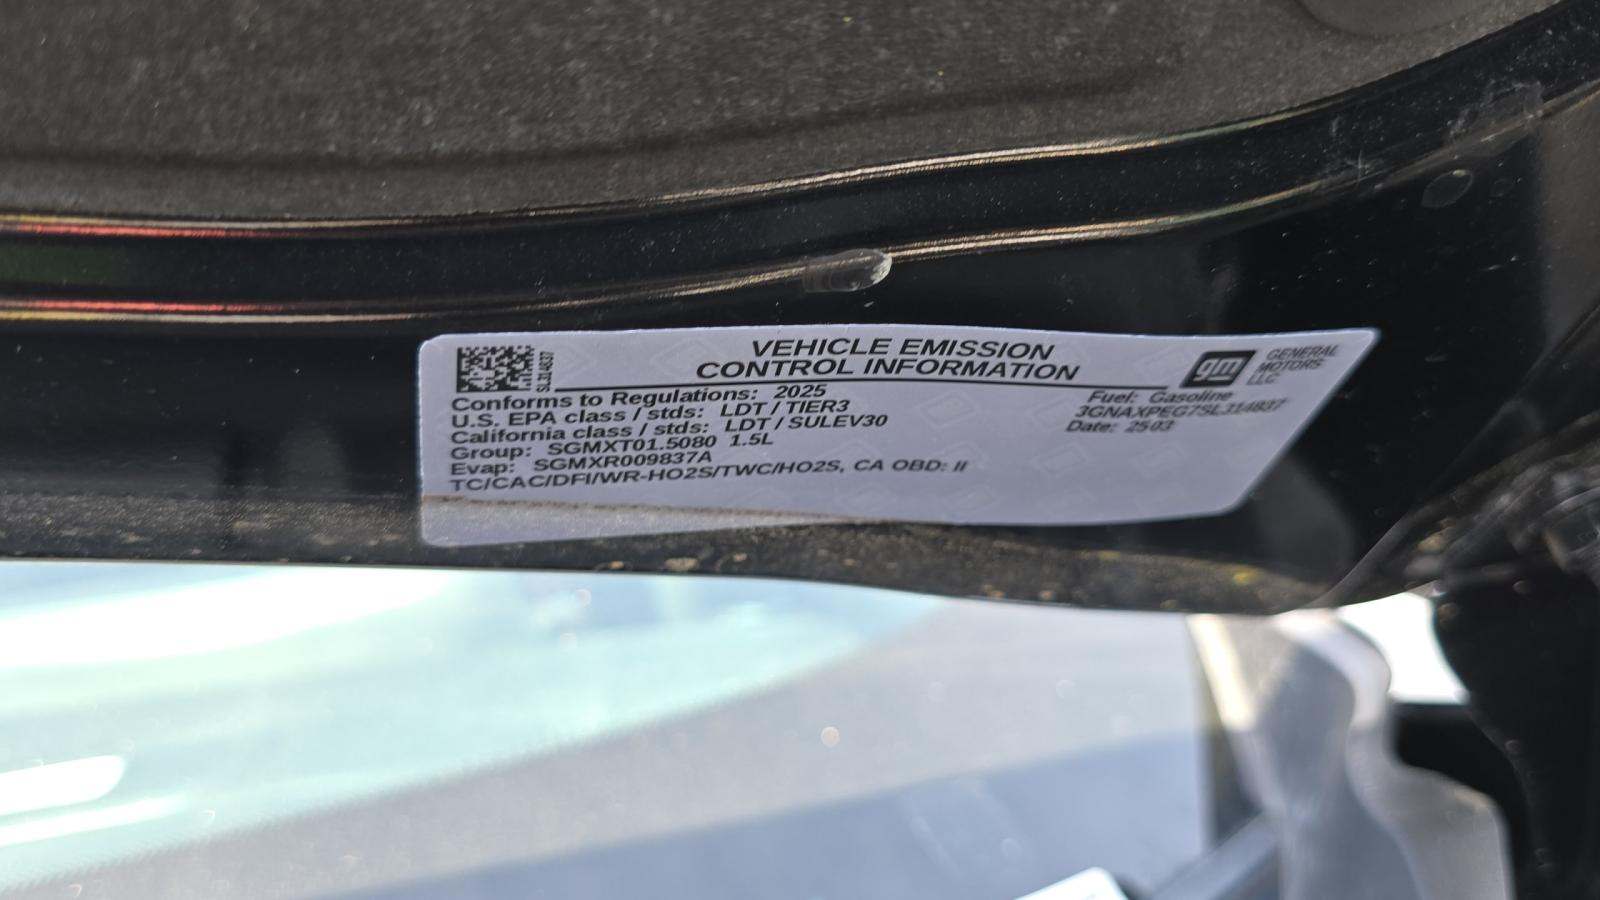 SL314837
VEHICLE EMISSION
CONTROL INFORMATION
gm
GENERAL
MOTORS
LLC
Conforms to Regulations: 2025
U.S. EPA class / stds: LDT / TIER3
California class / stds: LDT / SULEV30
Group: SGMXT01.5080 1.5L
Evap: SGMXR009837A
TC/CAC/DFI/WR-HO2S/TWC/HO2S, CA OBD: II
Fuel: Gasoline
3GNAXPEG7SL314837
Date: 2503